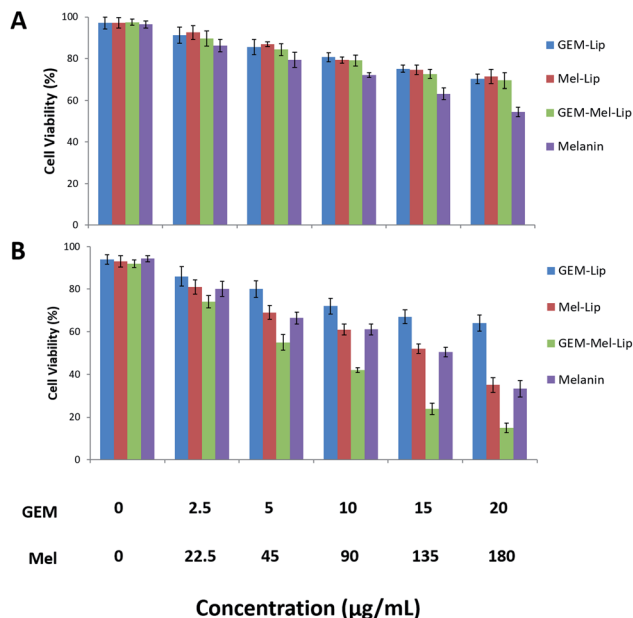 A
100
80
60
40
20
0
Cell Viability (%)
GEM-Lip
Mel-Lip
GEM-Mel-Lip
Melanin
B
100
80
60
40
20
0
Cell Viability (%)
GEM-Lip
Mel-Lip
GEM-Mel-Lip
Melanin
GEM 0 2.5 5 10 15 20
Mel 0 22.5 45 90 135 180
Concentration (µg/mL)